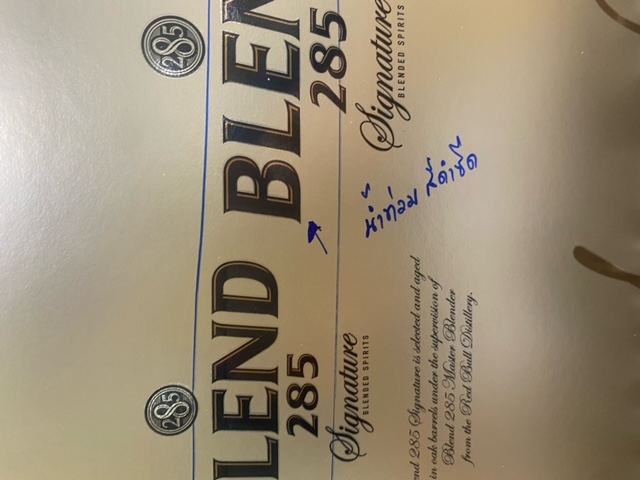 285
LEND
285
Signature
BLENDED SPIRITS
285
BLEN
285
Signature
BLENDED SPIRITS
น้ำท่วม สีดำซีด
nd 285 Signature is selected and aged
in oak barrels under the supervision of
Blend 285 Master Blender
from the Red Bull Distillery.